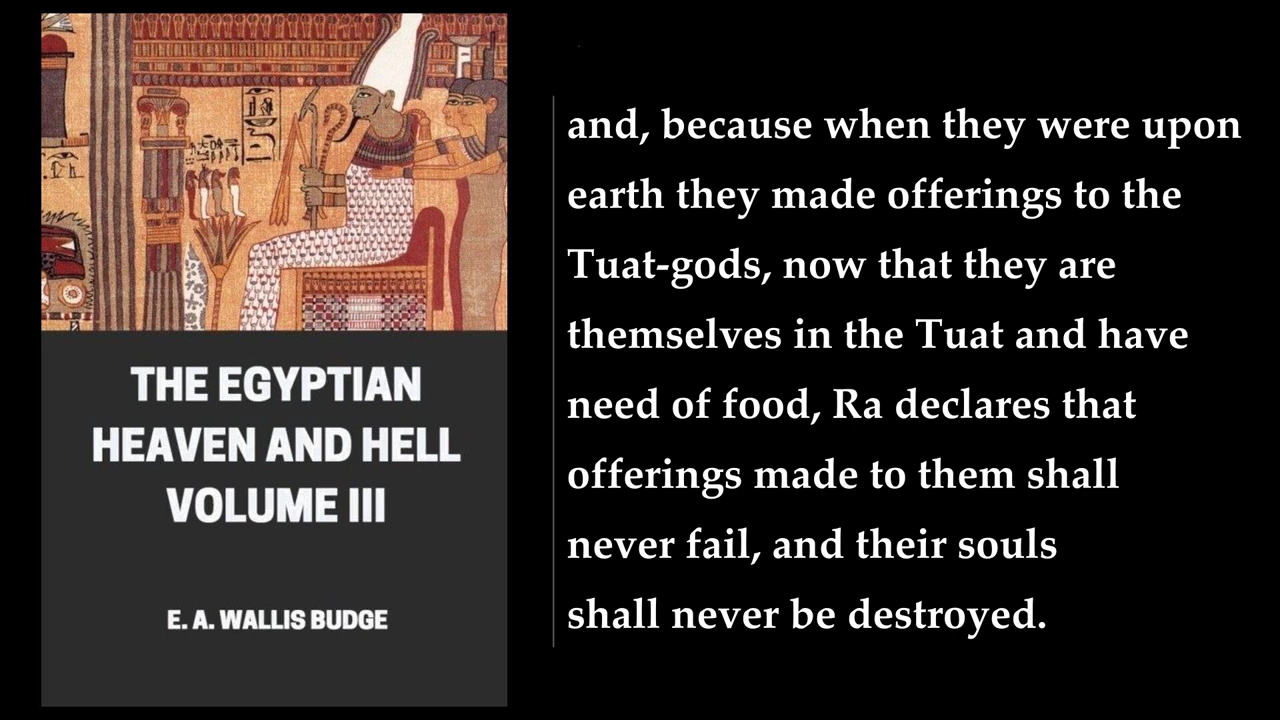 THE EGYPTIAN
HEAVEN AND HELL
VOLUME III
E. A. WALLIS BUDGE
and, because when they were upon
earth they made offerings to the
Tuat-gods, now that they are
themselves in the Tuat and have
need of food, Ra declares that
offerings made to them shall
never fail, and their souls
shall never be destroyed.